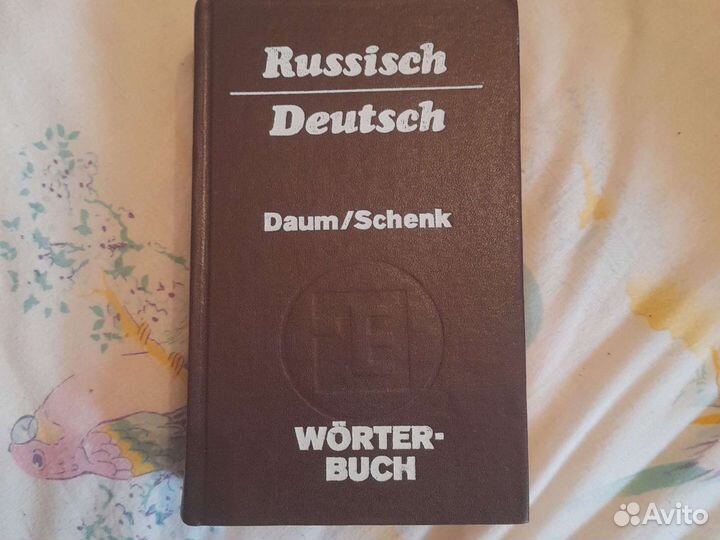 Russisch
Deutsch
Daum/Schenk
WÖRTER-
BUCH
Avito